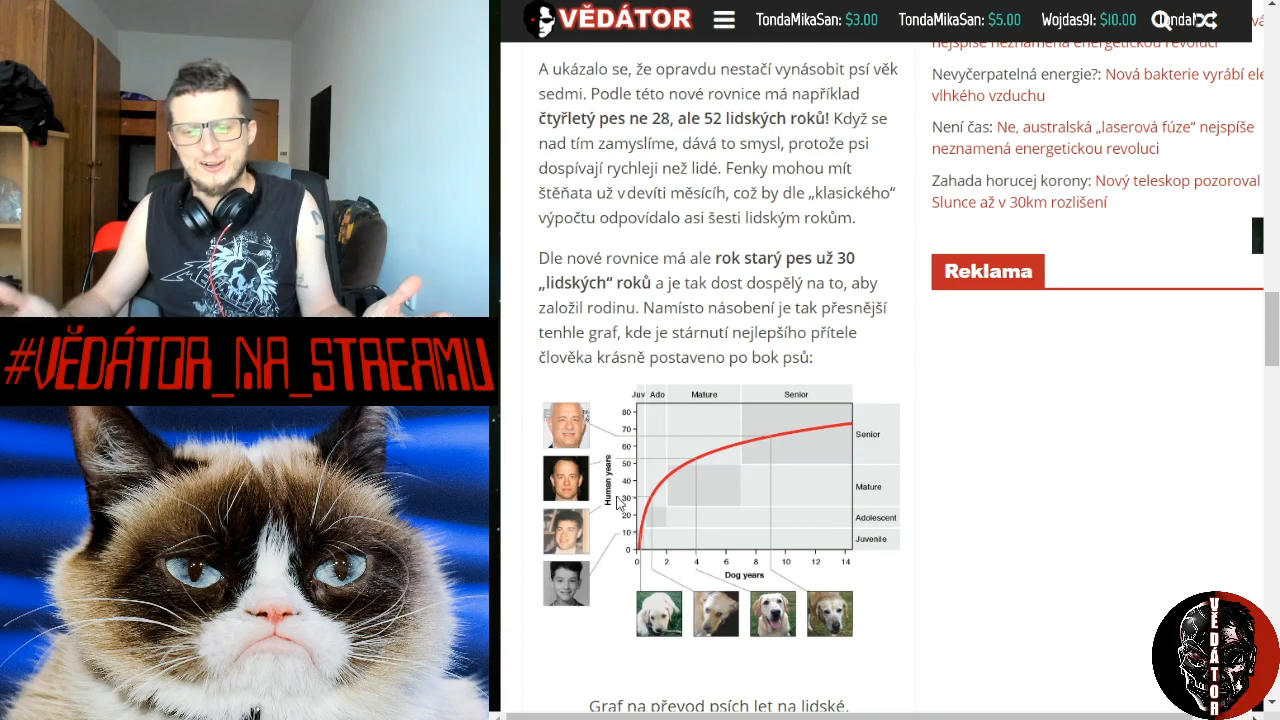 VĚDÁTOR
TondaMikaSan: $3.00 TondaMikaSan: $5.00 Wojdas91: $10.00
A ukázalo se, že opravdu nestačí vynásobit psí věk
sedmi. Podle této nové rovnice má například
čtyřletý pes ne 28, ale 52 lidských roků! Když se
nad tím zamyslíme, dává to smysl, protože psi
dospívají rychleji než lidé. Fenky mohou mít
štěňata už v devíti měsícíh, což by dle „klasického“
výpočtu odpovídalo asi šesti lidským rokům.
Dle nové rovnice má ale rok starý pes už 30
„lidských“ roků a je tak dost dospělý na to, aby
založil rodinu. Namísto násobení je tak přesnější
tenhle graf, kde je stárnutí nejlepšího přítele
člověka krásně postaveno po bok psů:
Juv Ado Mature Senior
80
70
60
50
40
30
20
10
0
Human years
Senior
Mature
Adolescent
Juvenile
0 2 4 6 8 10 12 14
Dog years
Graf na převod psích let na lidské.
nejspíše neznamená energetickou revoluci
Nevyčerpatelná energie?: Nová bakterie vyrábí ele
vlhkého vzduchu
Není čas: Ne, australská „laserová fúze“ nejspíše
neznamená energetickou revoluci
Záhada horucej korony: Nový teleskop pozoroval
Slunce až v 30km rozlišení
Reklama
#VĚDÁTOR_NA_STREAMU
VĚDÁTOR